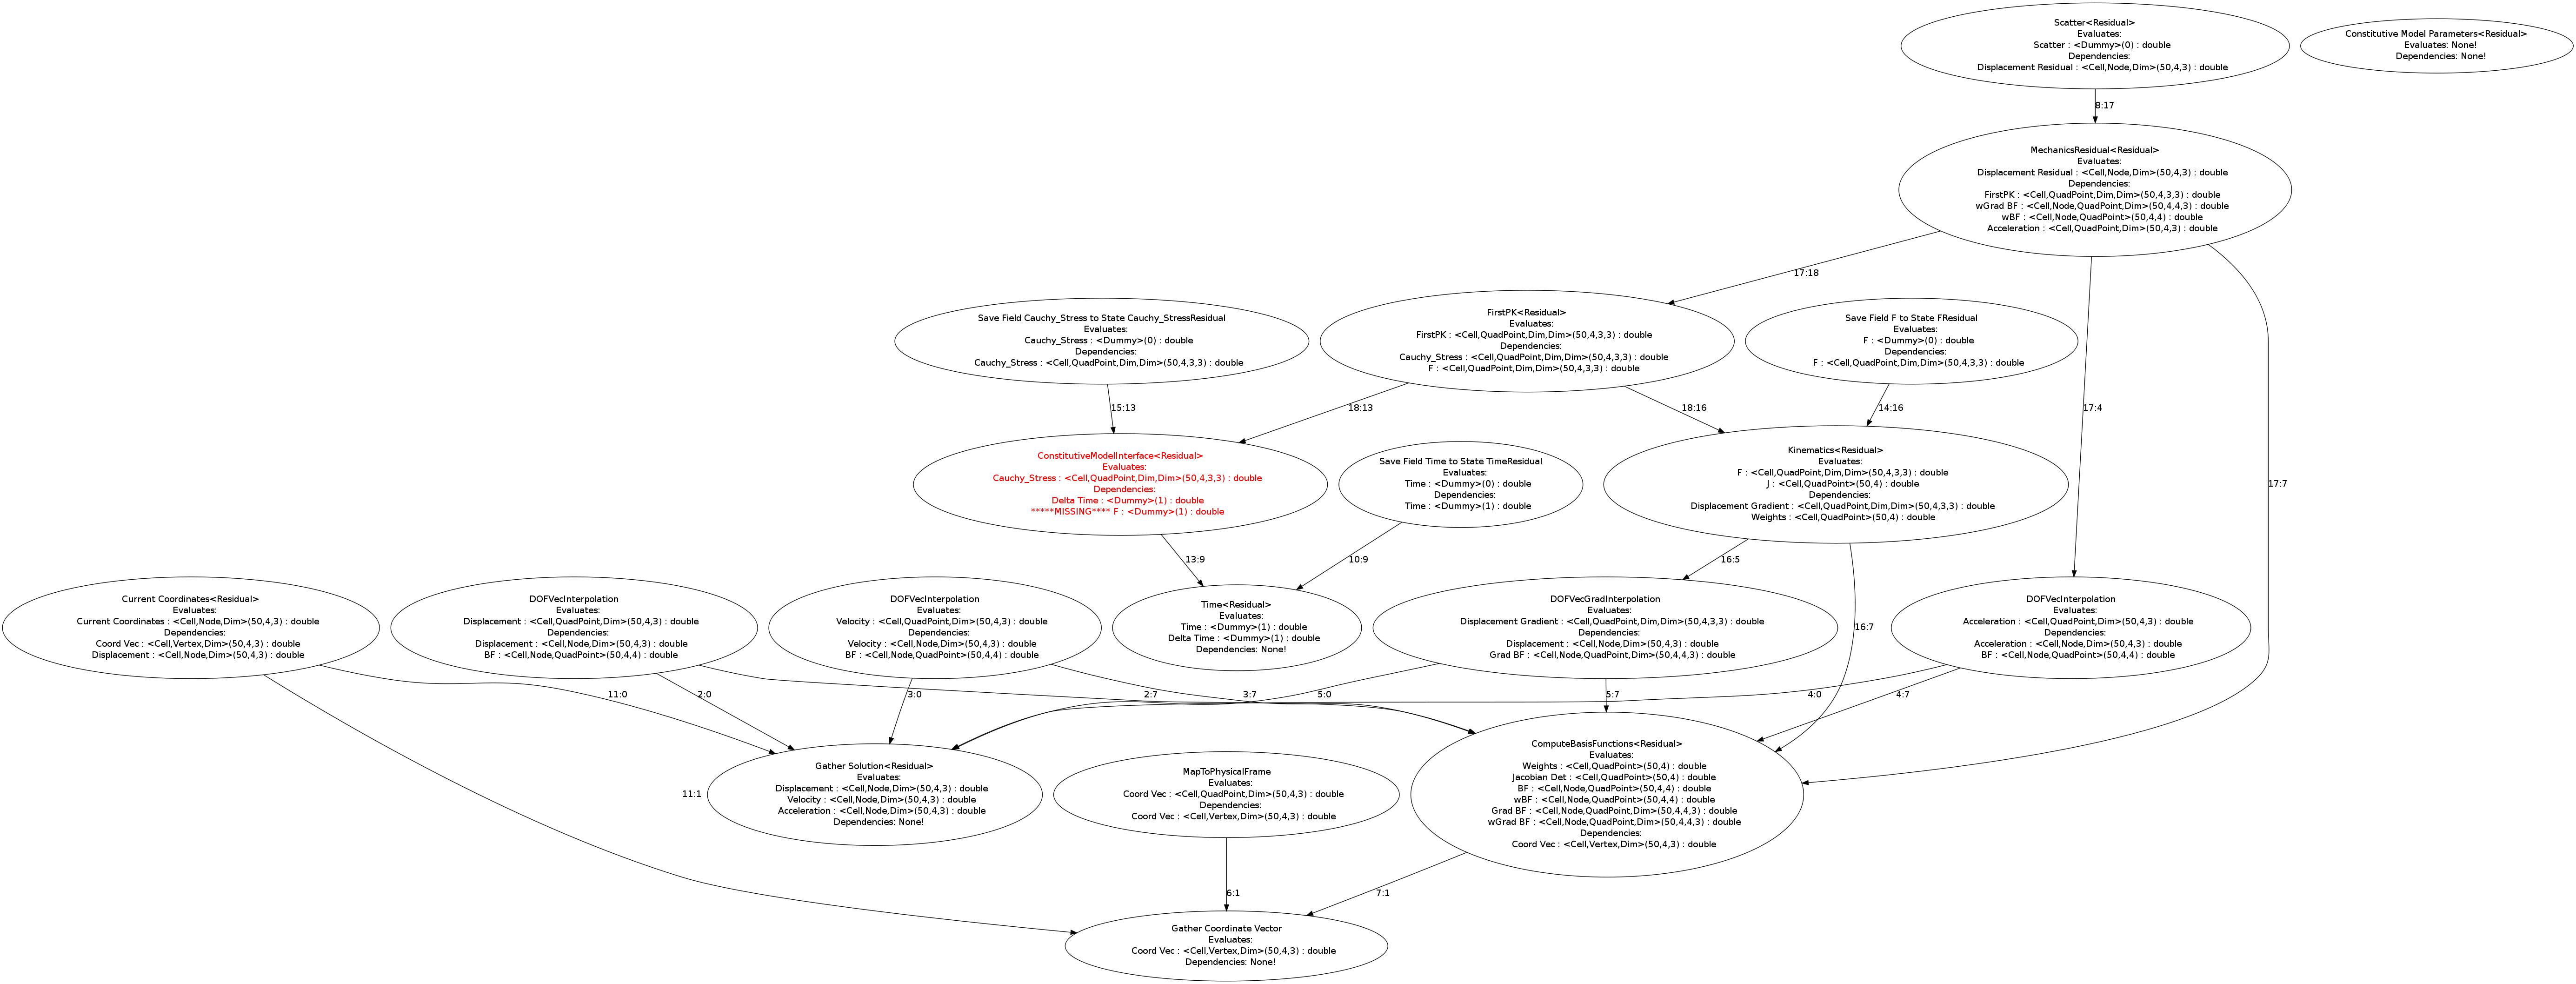 Scatter<Residual>
Evaluates:
Scatter : <Dummy>(0) : double
Dependencies:
Displacement Residual : <Cell,Node,Dim>(50,4,3) : double
Constitutive Model Parameters<Residual>
Evaluates: None!
Dependencies: None!
8:17
MechanicsResidual<Residual>
Evaluates:
Displacement Residual : <Cell,Node,Dim>(50,4,3) : double
Dependencies:
FirstPK : <Cell,QuadPoint,Dim,Dim>(50,4,3,3) : double
wGrad BF : <Cell,Node,QuadPoint,Dim>(50,4,4,3) : double
wBF : <Cell,Node,QuadPoint>(50,4,4) : double
Acceleration : <Cell,QuadPoint,Dim>(50,4,3) : double
17:18
Save Field Cauchy_Stress to State Cauchy_StressResidual
Evaluates:
Cauchy_Stress : <Dummy>(0) : double
Dependencies:
Cauchy_Stress : <Cell,QuadPoint,Dim,Dim>(50,4,3,3) : double
FirstPK<Residual>
Evaluates:
FirstPK : <Cell,QuadPoint,Dim,Dim>(50,4,3,3) : double
Dependencies:
Cauchy_Stress : <Cell,QuadPoint,Dim,Dim>(50,4,3,3) : double
F : <Cell,QuadPoint,Dim,Dim>(50,4,3,3) : double
Save Field F to State FResidual
Evaluates:
F : <Dummy>(0) : double
Dependencies:
F : <Cell,QuadPoint,Dim,Dim>(50,4,3,3) : double
15:13
18:13
18:16
14:16
17:4
17:7
ConstitutiveModelInterface<Residual>
Evaluates:
Cauchy_Stress : <Cell,QuadPoint,Dim,Dim>(50,4,3,3) : double
Dependencies:
Delta Time : <Dummy>(1) : double
*****MISSING**** F : <Dummy>(1) : double
Save Field Time to State TimeResidual
Evaluates:
Time : <Dummy>(0) : double
Dependencies:
Time : <Dummy>(1) : double
Kinematics<Residual>
Evaluates:
F : <Cell,QuadPoint,Dim,Dim>(50,4,3,3) : double
J : <Cell,QuadPoint>(50,4) : double
Dependencies:
Displacement Gradient : <Cell,QuadPoint,Dim,Dim>(50,4,3,3) : double
Weights : <Cell,QuadPoint>(50,4) : double
13:9
10:9
16:5
16:7
Current Coordinates<Residual>
Evaluates:
Current Coordinates : <Cell,Node,Dim>(50,4,3) : double
Dependencies:
Coord Vec : <Cell,Vertex,Dim>(50,4,3) : double
Displacement : <Cell,Node,Dim>(50,4,3) : double
DOFVecInterpolation
Evaluates:
Displacement : <Cell,QuadPoint,Dim>(50,4,3) : double
Dependencies:
Displacement : <Cell,Node,Dim>(50,4,3) : double
BF : <Cell,Node,QuadPoint>(50,4,4) : double
DOFVecInterpolation
Evaluates:
Velocity : <Cell,QuadPoint,Dim>(50,4,3) : double
Dependencies:
Velocity : <Cell,Node,Dim>(50,4,3) : double
BF : <Cell,Node,QuadPoint>(50,4,4) : double
Time<Residual>
Evaluates:
Time : <Dummy>(1) : double
Delta Time : <Dummy>(1) : double
Dependencies: None!
DOFVecGradInterpolation
Evaluates:
Displacement Gradient : <Cell,QuadPoint,Dim,Dim>(50,4,3,3) : double
Dependencies:
Displacement : <Cell,Node,Dim>(50,4,3) : double
Grad BF : <Cell,Node,QuadPoint,Dim>(50,4,4,3) : double
DOFVecInterpolation
Evaluates:
Acceleration : <Cell,QuadPoint,Dim>(50,4,3) : double
Dependencies:
Acceleration : <Cell,Node,Dim>(50,4,3) : double
BF : <Cell,Node,QuadPoint>(50,4,4) : double
11:0
2:0
3:0
2:7
3:7
5:0
5:7
4:0
4:7
11:1
Gather Solution<Residual>
Evaluates:
Displacement : <Cell,Node,Dim>(50,4,3) : double
Velocity : <Cell,Node,Dim>(50,4,3) : double
Acceleration : <Cell,Node,Dim>(50,4,3) : double
Dependencies: None!
MapToPhysicalFrame
Evaluates:
Coord Vec : <Cell,QuadPoint,Dim>(50,4,3) : double
Dependencies:
Coord Vec : <Cell,Vertex,Dim>(50,4,3) : double
ComputeBasisFunctions<Residual>
Evaluates:
Weights : <Cell,QuadPoint>(50,4) : double
Jacobian Det : <Cell,QuadPoint>(50,4) : double
BF : <Cell,Node,QuadPoint>(50,4,4) : double
wBF : <Cell,Node,QuadPoint>(50,4,4) : double
Grad BF : <Cell,Node,QuadPoint,Dim>(50,4,4,3) : double
wGrad BF : <Cell,Node,QuadPoint,Dim>(50,4,4,3) : double
Dependencies:
Coord Vec : <Cell,Vertex,Dim>(50,4,3) : double
6:1
7:1
Gather Coordinate Vector
Evaluates:
Coord Vec : <Cell,Vertex,Dim>(50,4,3) : double
Dependencies: None!